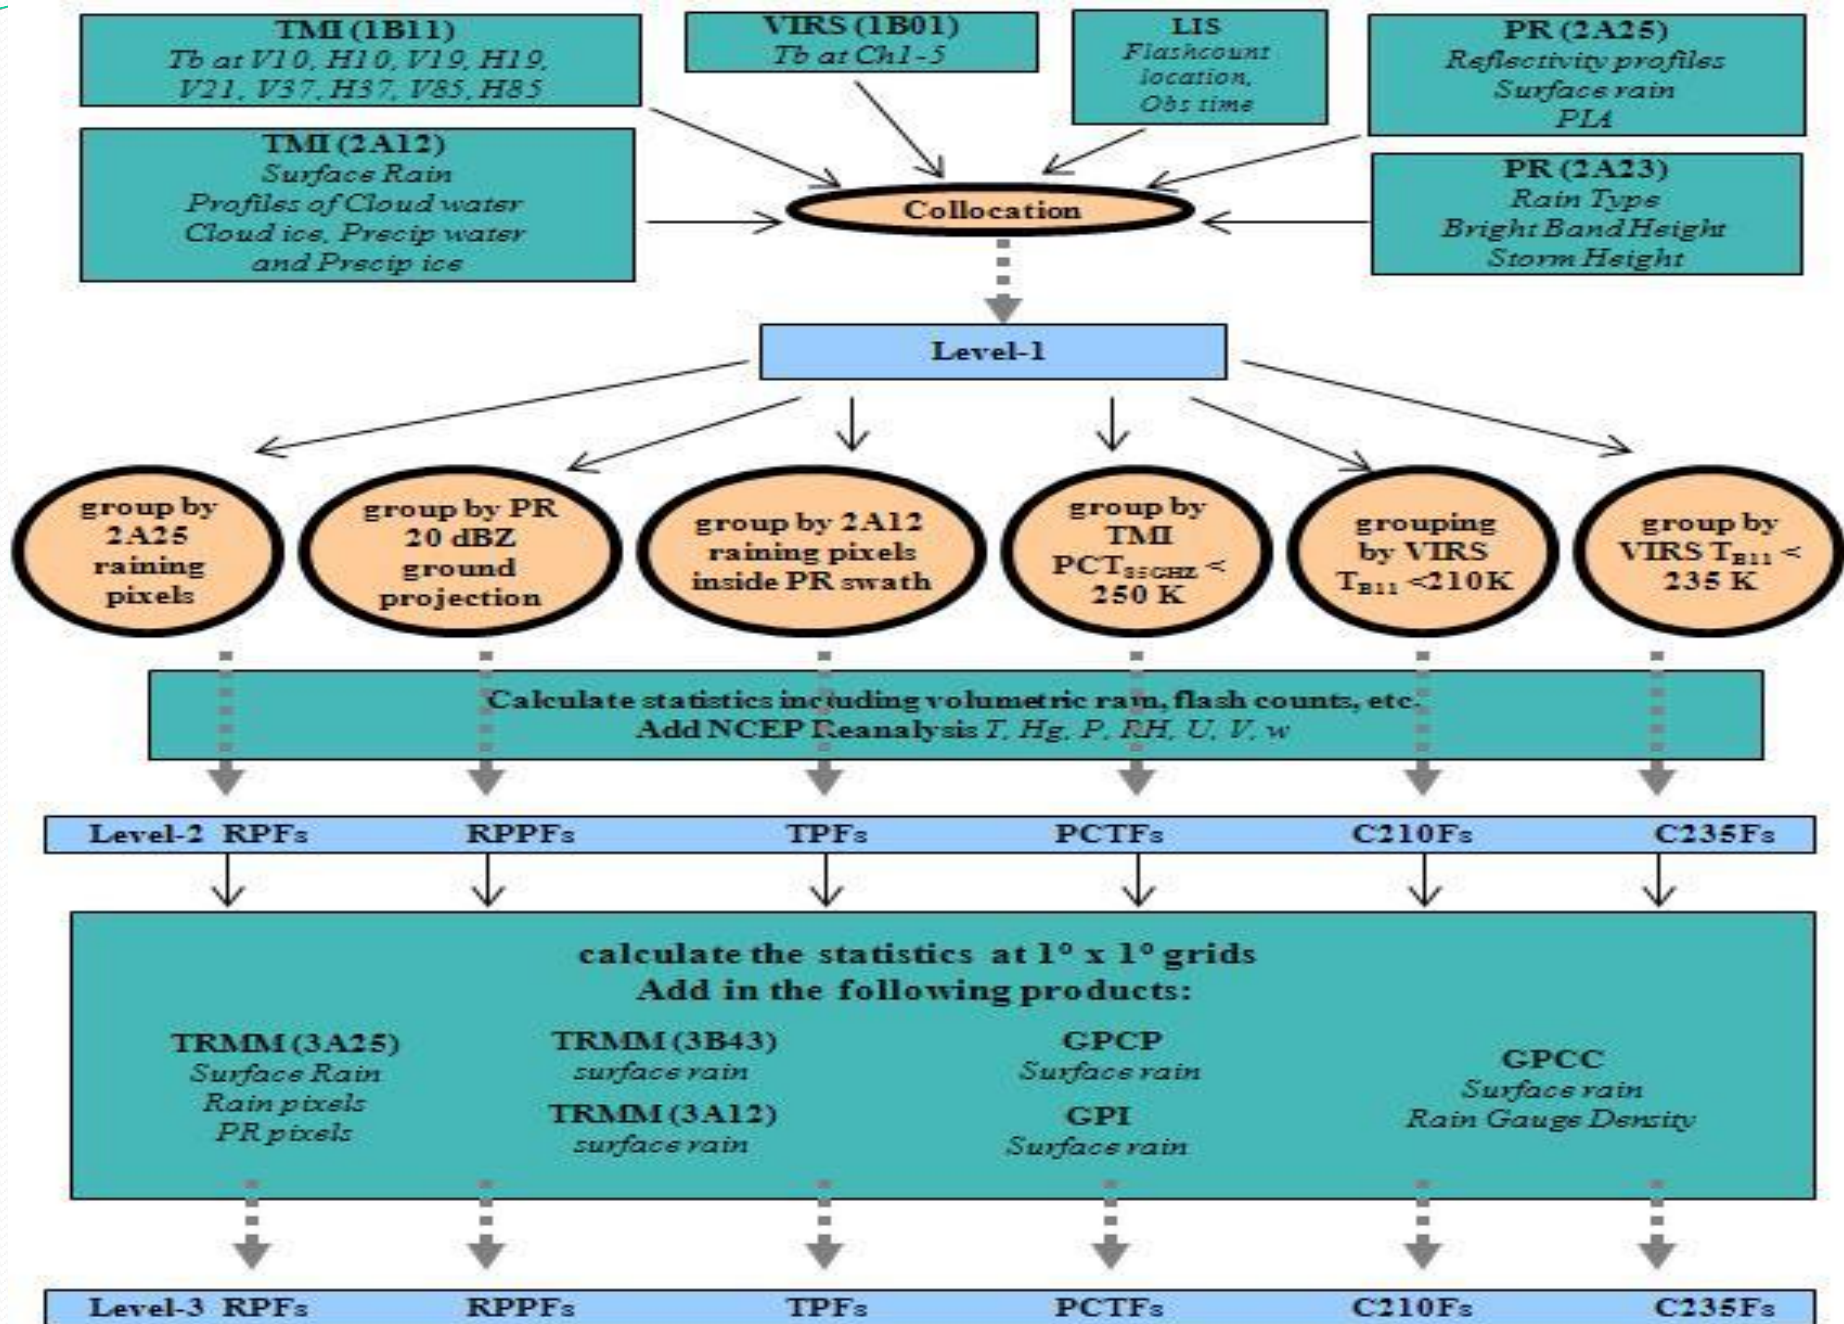 TMI (1B11)
Tb at V10, H10, V19, H19,
V21, V37, H37, V85, H85
VIRS (1B01)
Tb at Ch1-5
LIS
Flashcount
location,
Obs time
PR (2A25)
Reflectivity profiles
Surface rain
PIA
TMI (2A12)
Surface Rain
Profiles of Cloud water
Cloud ice, Precip water
and Precip ice
PR (2A23)
Rain Type
Bright Band Height
Storm Height
Collocation
Level-1
group by
2A25
raining
pixels
group by PR
20 dBZ
ground
projection
group by 2A12
raining pixels
inside PR swath
group by
TMI
PCT85GHZ <
250 K
grouping
by VIRS
TB11 <210K
group by
VIRS TB11 <
235 K
Calculate statistics including volumetric rain, flash counts, etc.
Add NCEP Reanalysis T, Hg, P, RH, U, V, w
Level-2 RPFs RPPFs TPFs PCTFs C210Fs C235Fs
calculate the statistics at 1° x 1° grids
Add in the following products:
TRMM (3A25)
Surface Rain
Rain pixels
PR pixels
TRMM (3B43)
surface rain
TRMM (3A12)
surface rain
GPCP
Surface rain
GPI
Surface rain
GPCC
Surface rain
Rain Gauge Density
Level-3 RPFs RPPFs TPFs PCTFs C210Fs C235Fs